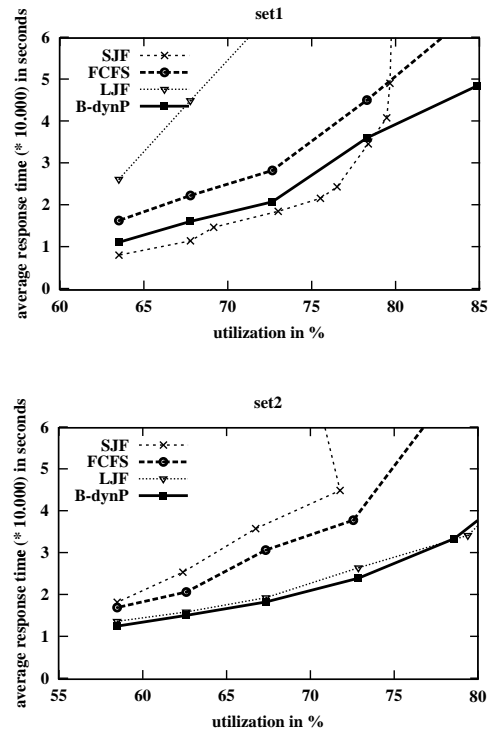 set1
SJF
FCFS
LJF
B-dynP
average response time (* 10.000) in seconds
6
5
4
3
2
1
0
60 65 70 75 80 85
utilization in %
set2
SJF
FCFS
LJF
B-dynP
average response time (* 10.000) in seconds
6
5
4
3
2
1
0
55 60 65 70 75 80
utilization in %